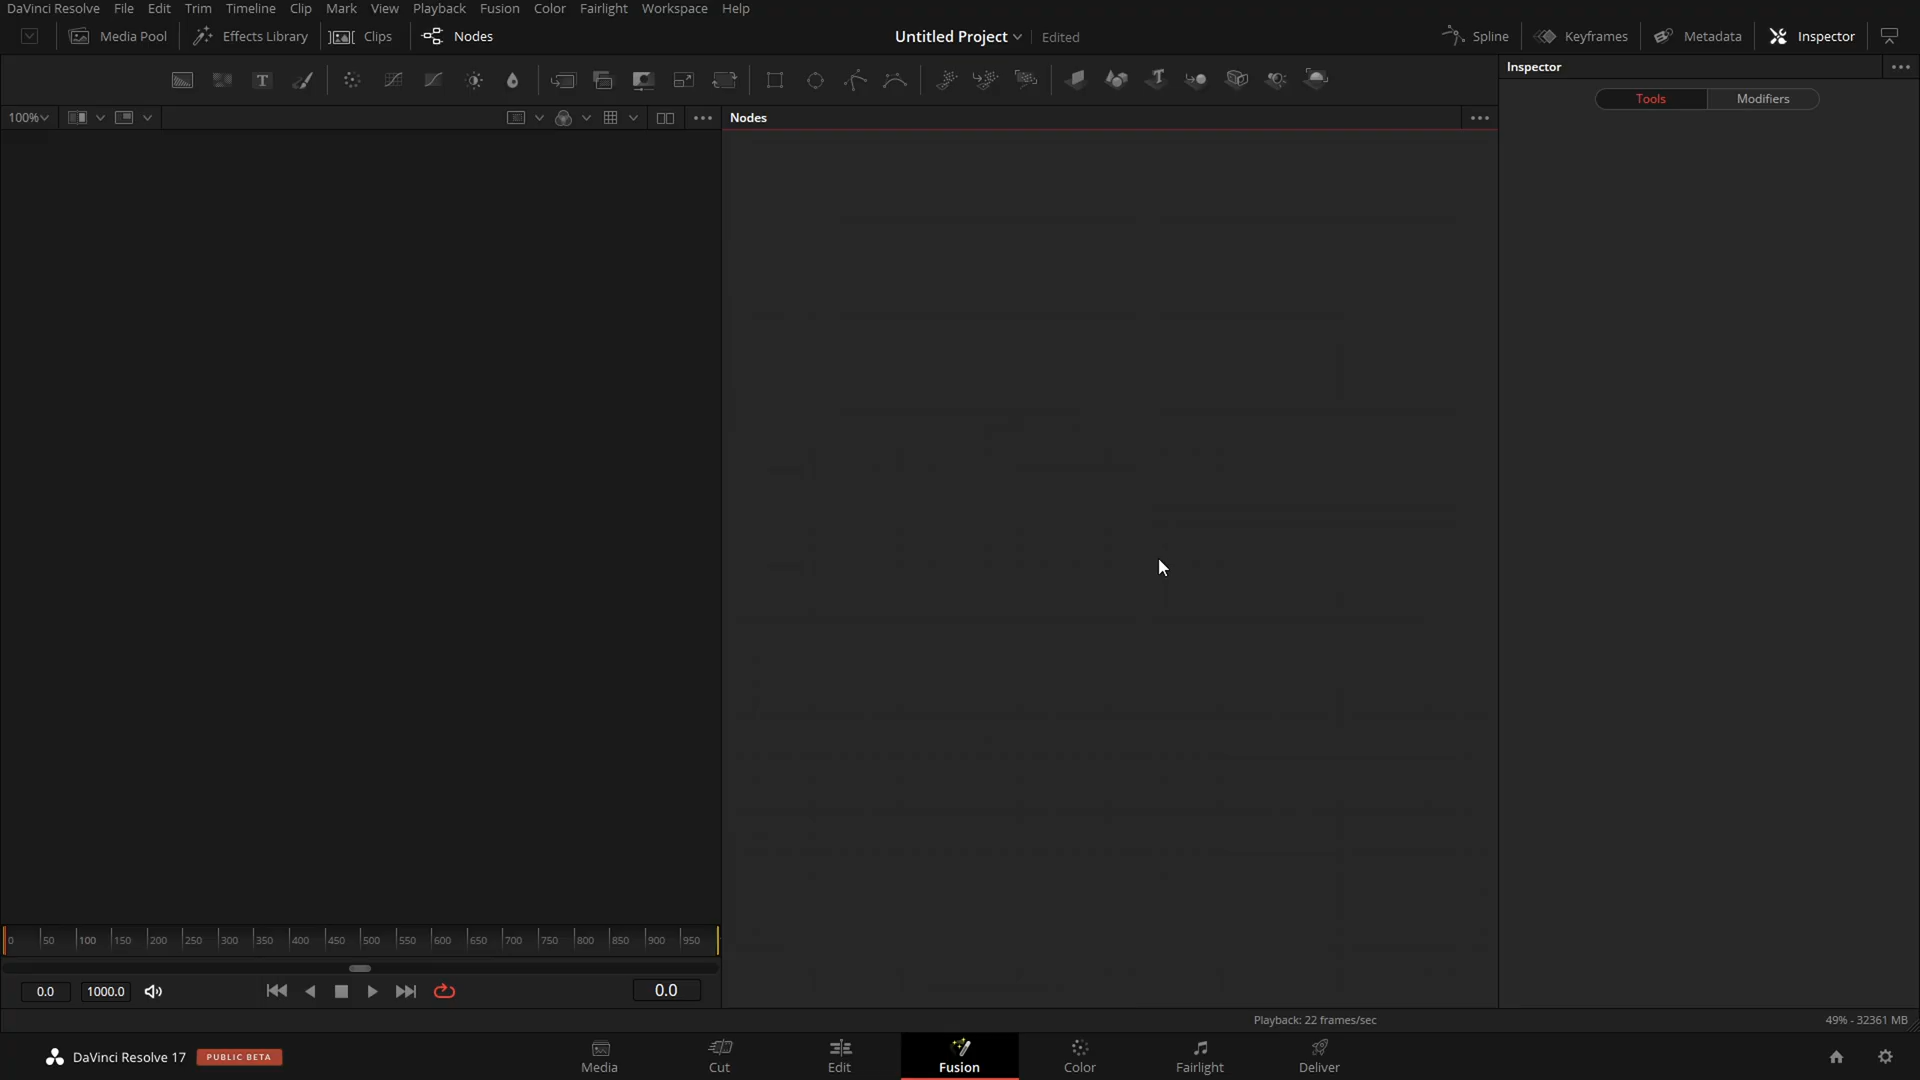 DaVinci Resolve File Edit Trim Timeline Clip Mark View Playback Fusion Color Fairlight Workspace Help
Media Pool Effects Library Clips Nodes Untitled Project Edited Spline Keyframes Metadata Inspector
T T Inspector
Tools Modifiers
100% Nodes
0 50 100 150 200 250 300 350 400 450 500 550 600 650 700 750 800 850 900 950
0.0 1000.0 0.0
Playback: 22 frames/sec 49% - 32361 MB
DaVinci Resolve 17 PUBLIC BETA Media Cut Edit Fusion Color Fairlight Deliver